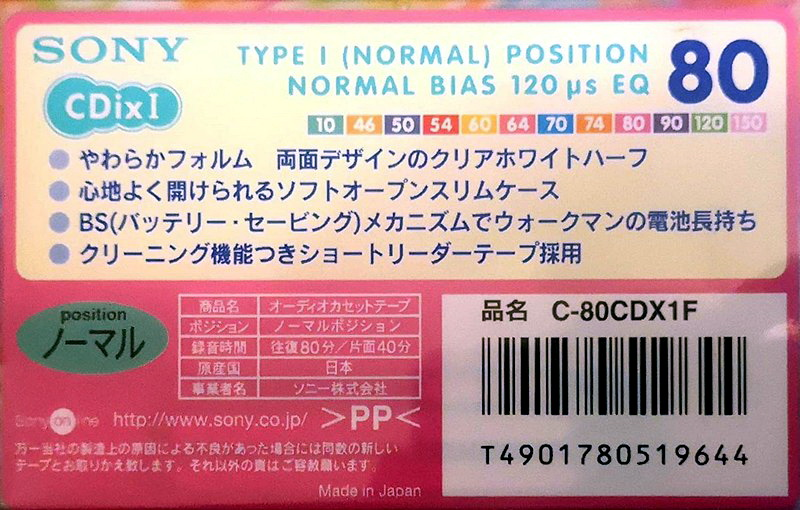 SONY
CDixI
TYPE I (NORMAL) POSITION
NORMAL BIAS 120 μs EQ
80
10 46 50 54 60 64 70 74 80 90 120 150
やわらかフォルム 両面デザインのクリアホワイトハーフ
心地よく開けられるソフトオープンスリムケース
BS(バッテリー・セービング)メカニズムでウォークマンの電池長持ち
クリーニング機能つきショートリーダーテープ採用
position
ノーマル
商品名 オーディオカセットテープ
ポジション ノーマルポジション
録音時間 往復80分/片面40分
原産国 日本
事業者名 ソニー株式会社
Sony online http://www.sony.co.jp/ >PP<
万一当社の製造上の原因による不良があった場合には同数の新しい
テープとお取りかえ致します。それ以外の責はご容赦願います。
Made in Japan
品名 C-80CDX1F
T4901780519644